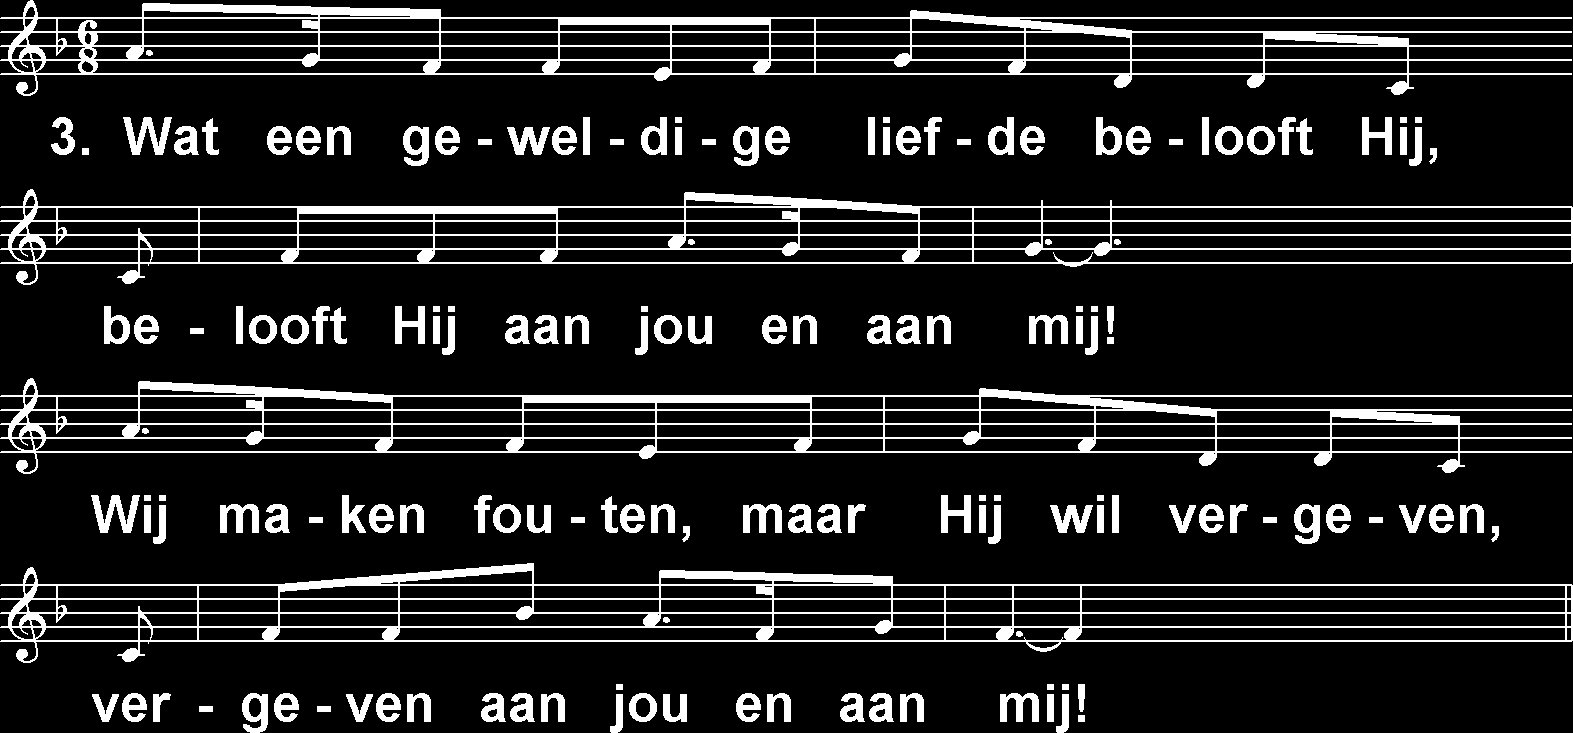 3. Wat een ge - wel - di - ge lief - de be - looft Hij,
be - looft Hij aan jou en aan mij!
Wij ma - ken fou - ten, maar Hij wil ver - ge - ven,
ver - ge - ven aan jou en aan mij!